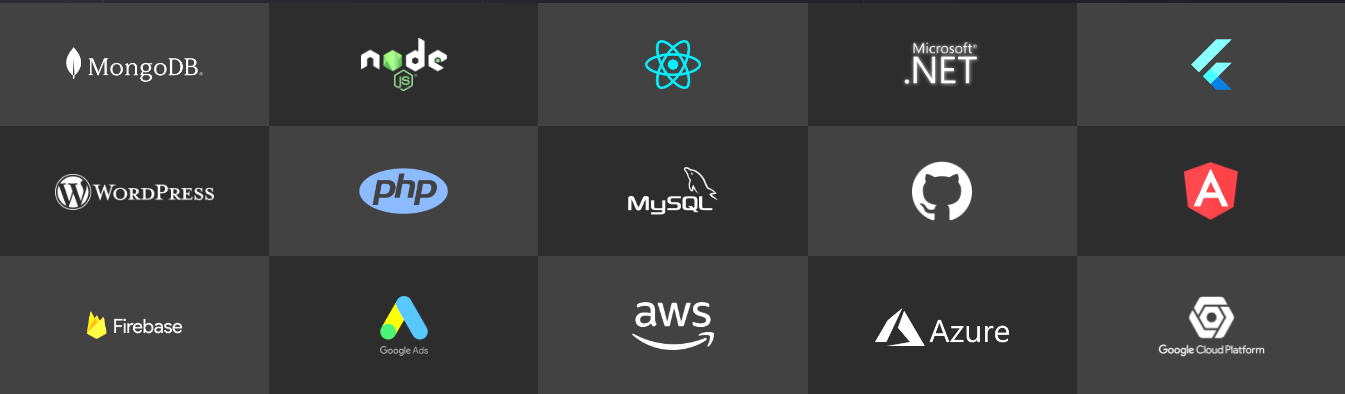 MongoDB®
node
JS
Microsoft®
.NET
WORDPRESS
php
MySQL
Firebase
Google Ads
aws
Azure
Google Cloud Platform